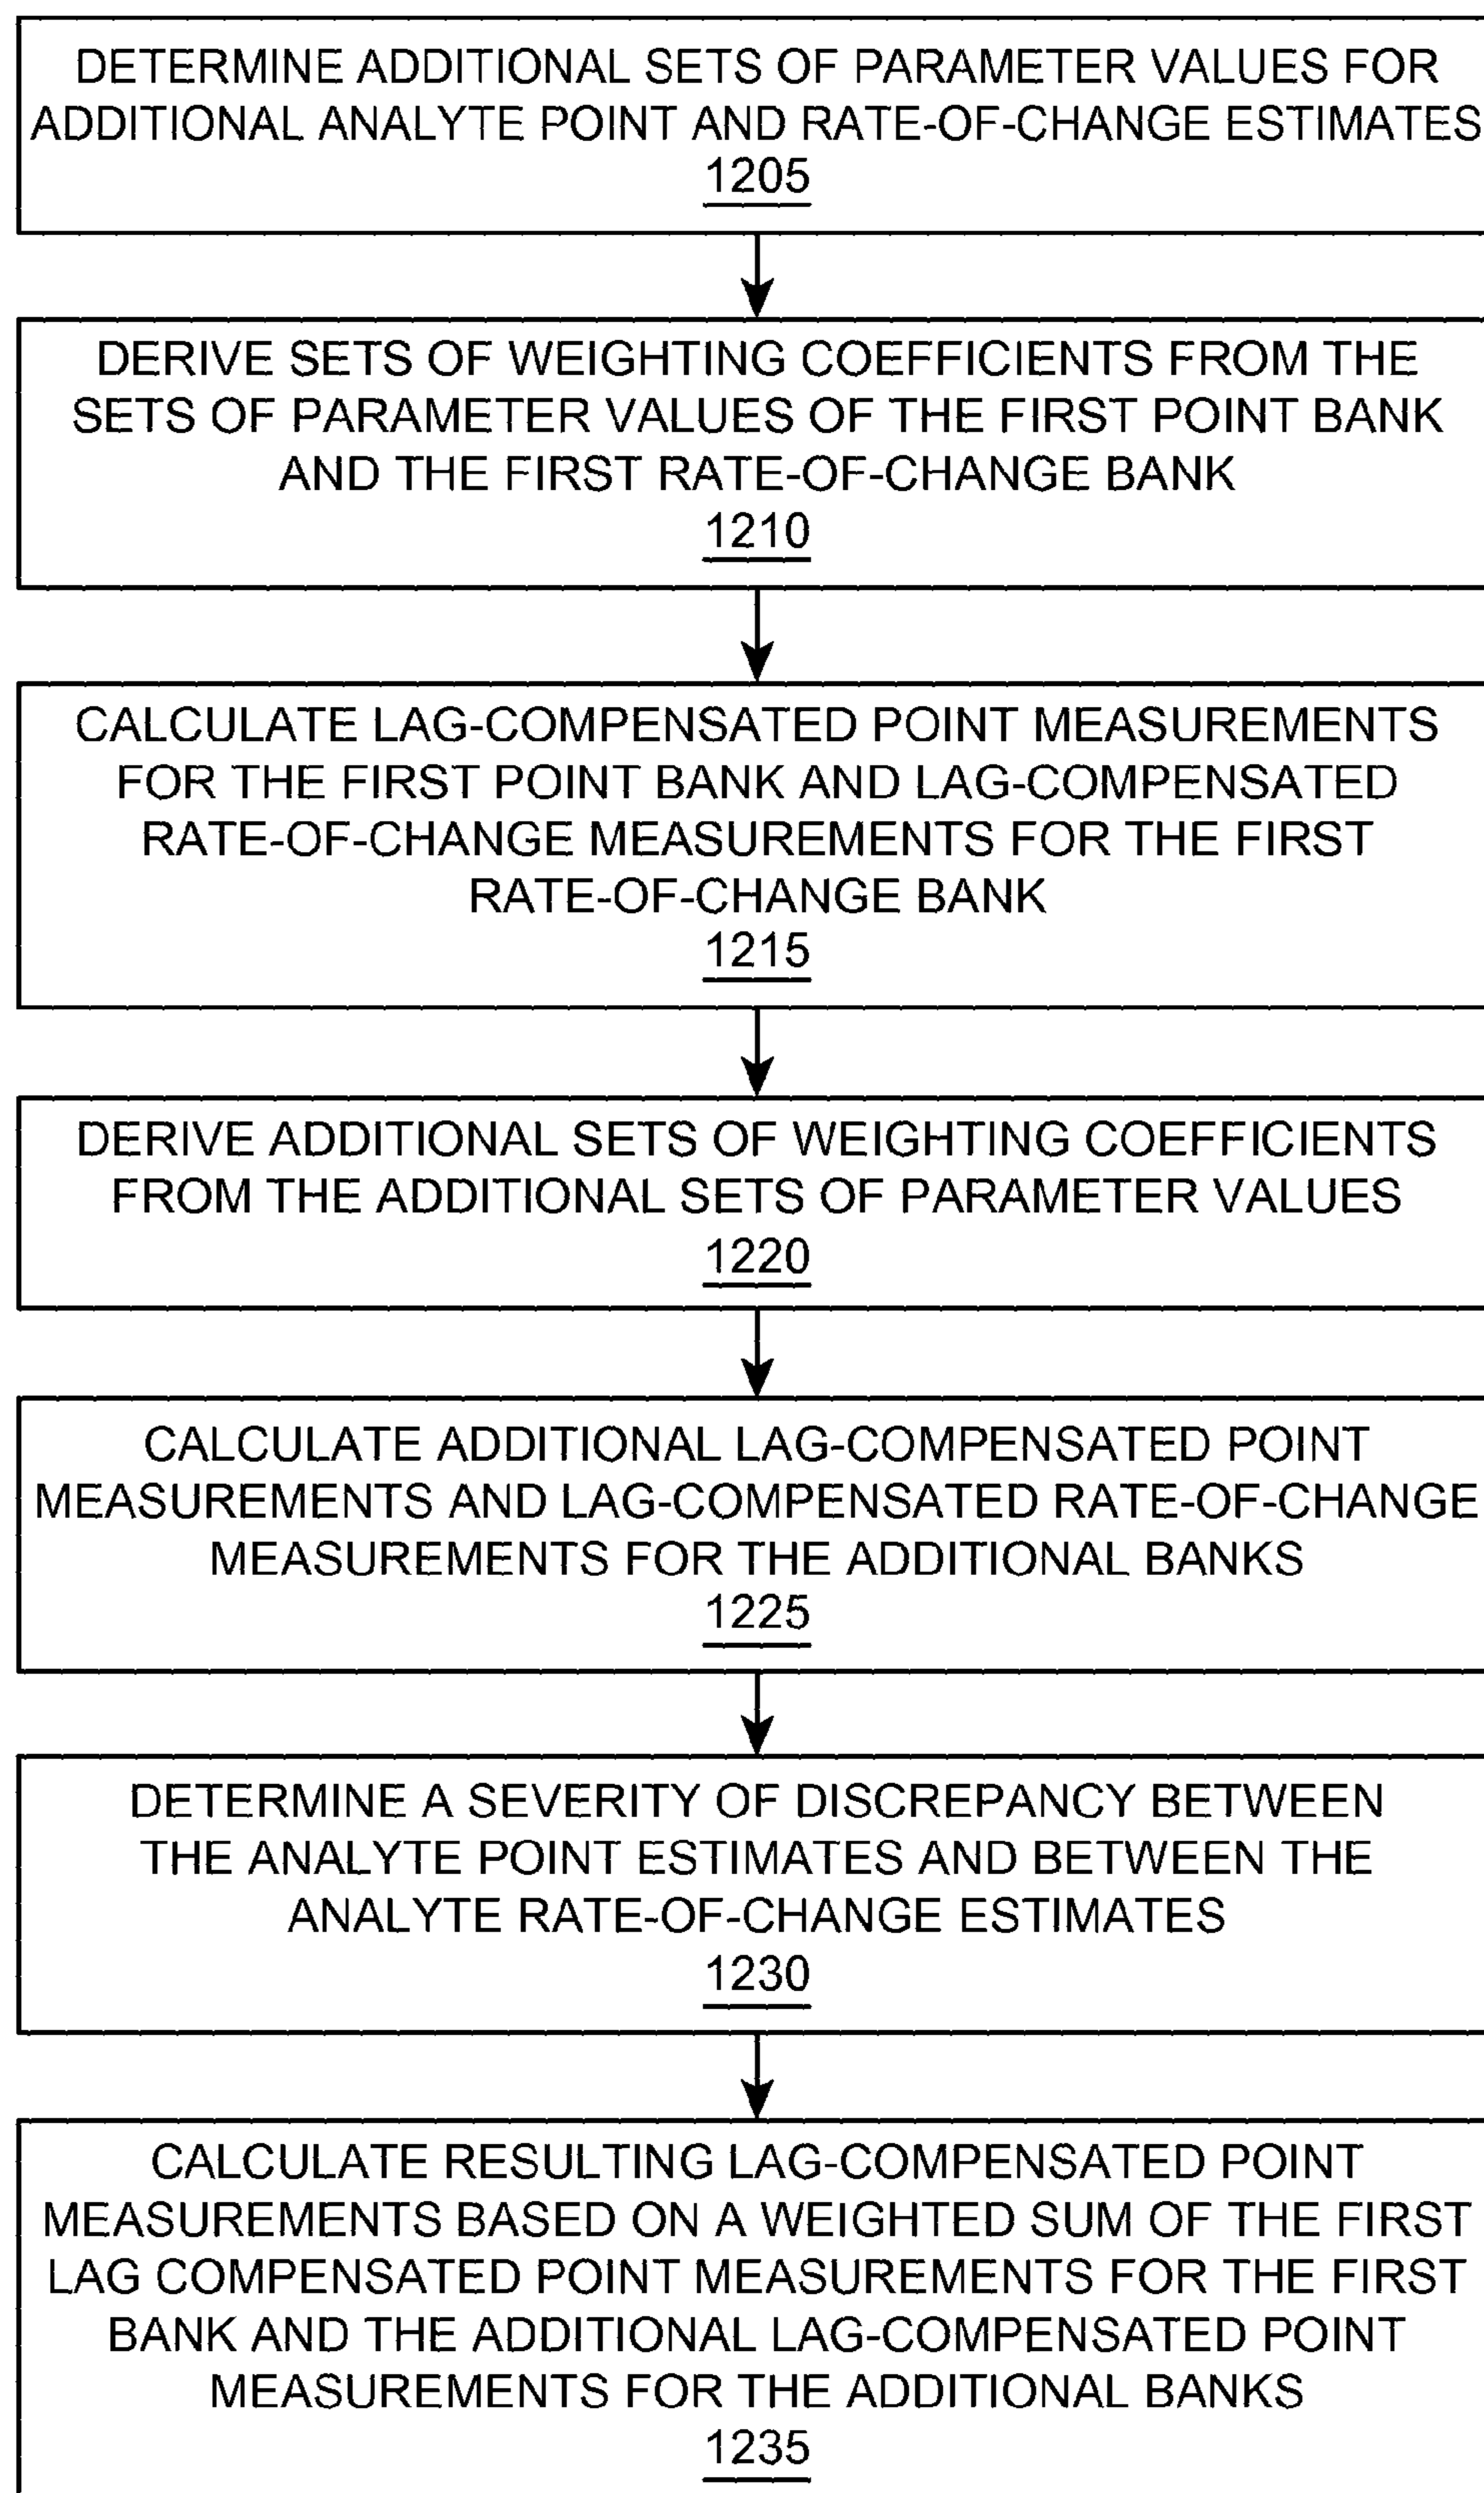 DETERMINE ADDITIONAL SETS OF PARAMETER VALUES FOR
ADDITIONAL ANALYTE POINT AND RATE-OF-CHANGE ESTIMATES
1205
DERIVE SETS OF WEIGHTING COEFFICIENTS FROM THE
SETS OF PARAMETER VALUES OF THE FIRST POINT BANK
AND THE FIRST RATE-OF-CHANGE BANK
1210
CALCULATE LAG-COMPENSATED POINT MEASUREMENTS
FOR THE FIRST POINT BANK AND LAG-COMPENSATED
RATE-OF-CHANGE MEASUREMENTS FOR THE FIRST
RATE-OF-CHANGE BANK
1215
DERIVE ADDITIONAL SETS OF WEIGHTING COEFFICIENTS
FROM THE ADDITIONAL SETS OF PARAMETER VALUES
1220
CALCULATE ADDITIONAL LAG-COMPENSATED POINT
MEASUREMENTS AND LAG-COMPENSATED RATE-OF-CHANGE
MEASUREMENTS FOR THE ADDITIONAL BANKS
1225
DETERMINE A SEVERITY OF DISCREPANCY BETWEEN
THE ANALYTE POINT ESTIMATES AND BETWEEN THE
ANALYTE RATE-OF-CHANGE ESTIMATES
1230
CALCULATE RESULTING LAG-COMPENSATED POINT
MEASUREMENTS BASED ON A WEIGHTED SUM OF THE FIRST
LAG COMPENSATED POINT MEASUREMENTS FOR THE FIRST
BANK AND THE ADDITIONAL LAG-COMPENSATED POINT
MEASUREMENTS FOR THE ADDITIONAL BANKS
1235